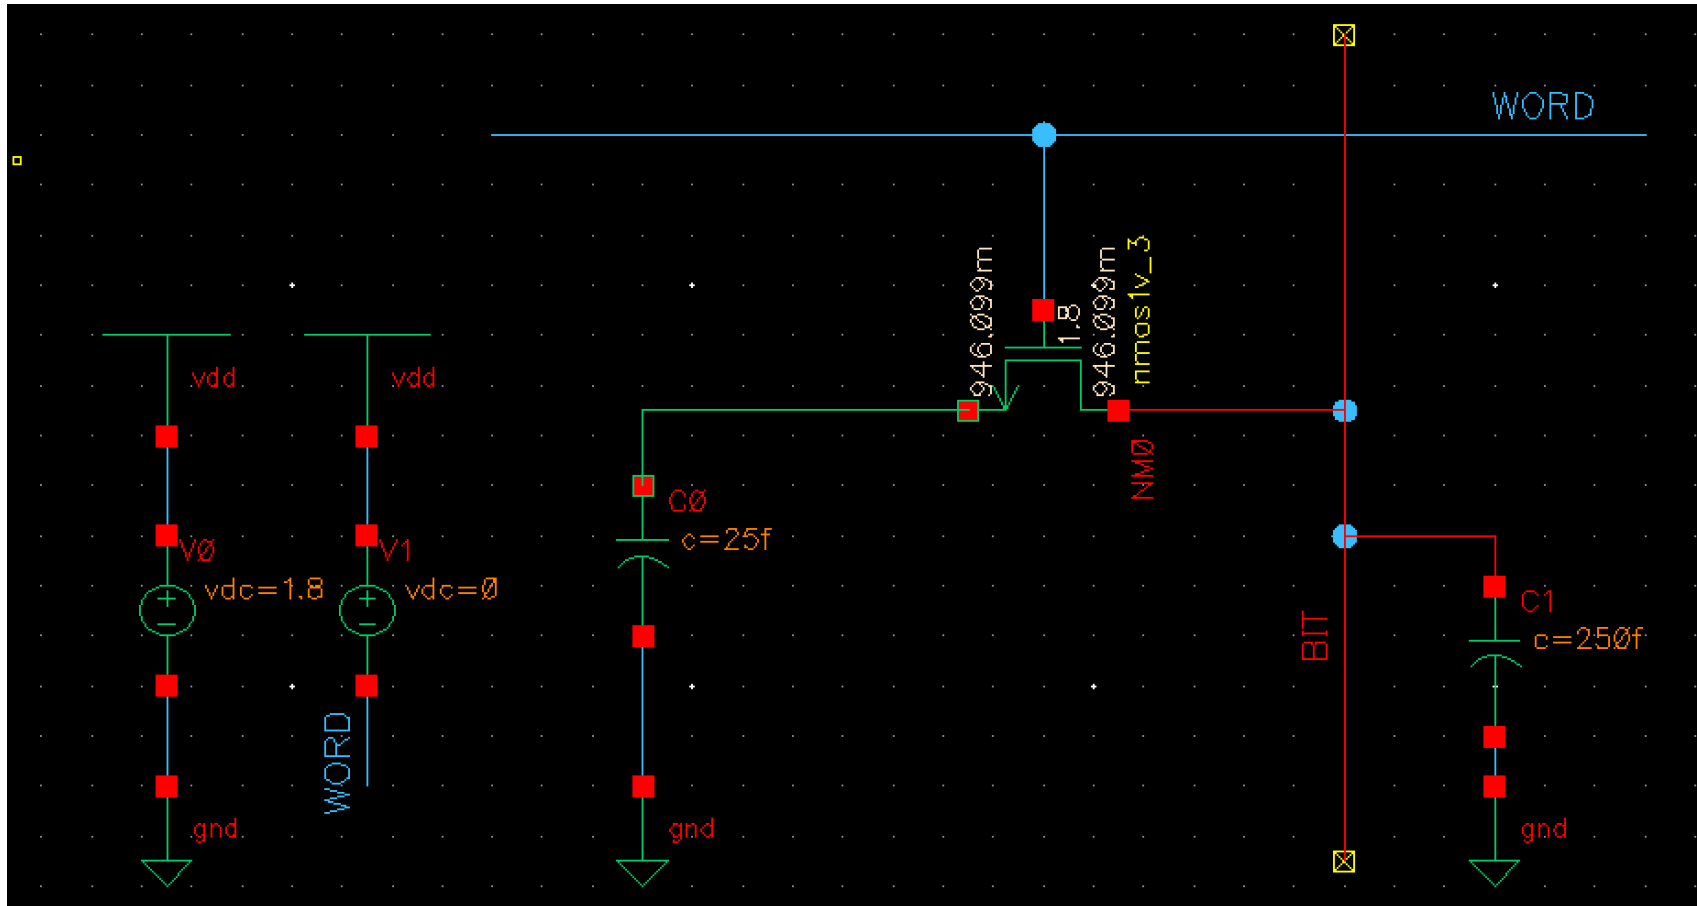 WORD
946.099m
1.8
946.099m
nmos1v_3
vdd
vdd
NM0
C0
c=25f
V0
vdc=1.8
V1
vdc=0
C1
c=250f
BIT
WORD
gnd
gnd
gnd